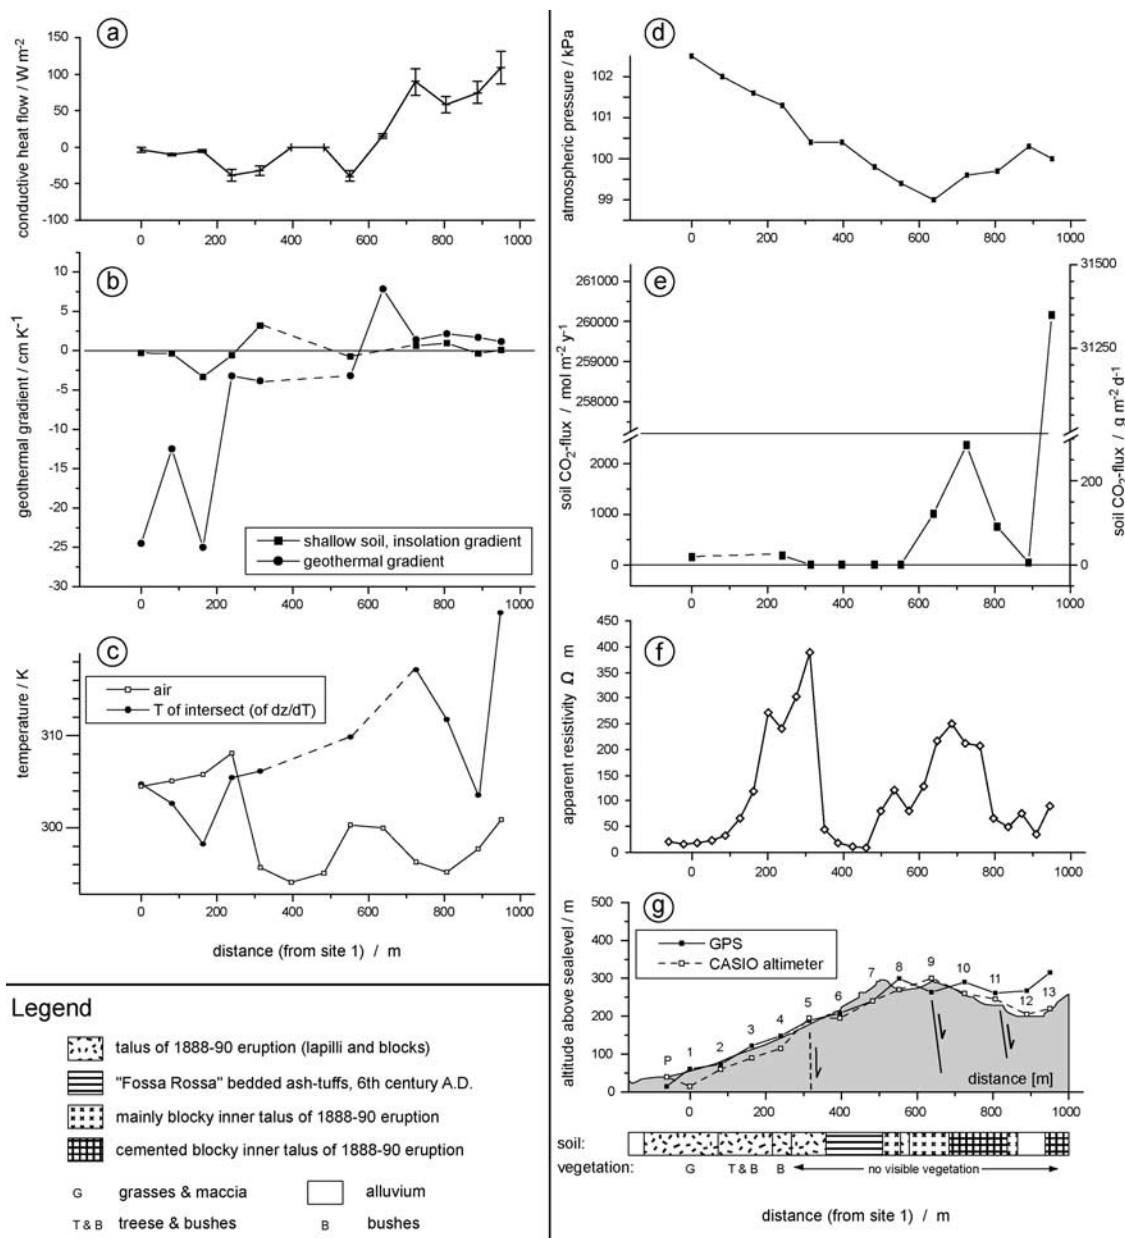 a
conductive heat flow / W m-2
150
100
50
0
-50
-100
0 200 400 600 800 1000
b
geothermal gradient / cm K-1
10
5
0
-5
-10
-15
-20
-25
-30
shallow soil, insolation gradient
geothermal gradient
0 200 400 600 800 1000
c
temperature / K
air
T of intersect (of dz/dT)
310
300
0 200 400 600 800 1000
distance (from site 1) / m
Legend
talus of 1888-90 eruption (lapilli and blocks)
"Fossa Rossa" bedded ash-tuffs, 6th century A.D.
mainly blocky inner talus of 1888-90 eruption
cemented blocky inner talus of 1888-90 eruption
G grasses & maccia
alluvium
T & B treese & bushes
B bushes
d
atmospheric pressure / kPa
102
101
100
99
0 200 400 600 800 1000
e
soil CO2-flux / mol m-2 y-1
261000
260000
259000
258000
2000
1000
0
31500
31250
200
0
soil CO2-flux / g m-2 d-1
0 200 400 600 800 1000
f
apparent resistivity Ω m
450
400
350
300
250
200
150
100
50
0
0 200 400 600 800 1000
g
altitude above sealevel / m
500
400
300
200
100
0
GPS
CASIO altimeter
P 1 2 3 4 5 6 7 8 9 10 11 12 13
distance [m]
0 200 400 600 800 1000
soil:
vegetation: G T & B B no visible vegetation
distance (from site 1) / m